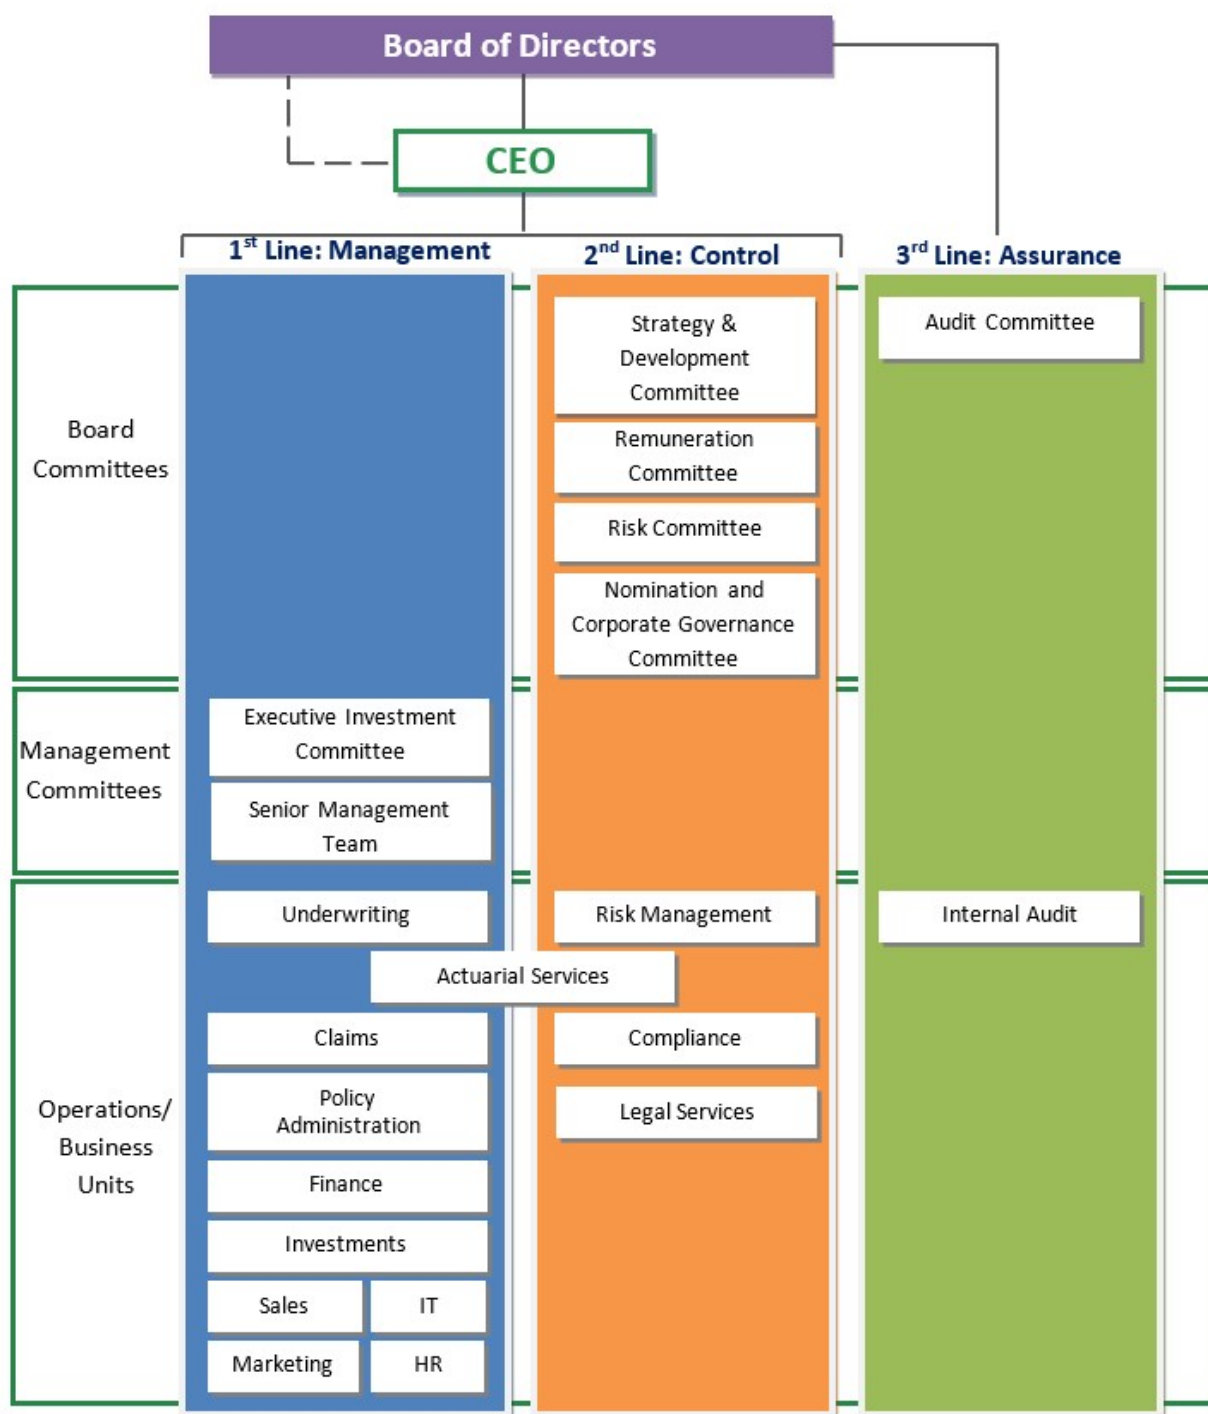 Board of Directors
CEO
1st Line: Management
2nd Line: Control
3rd Line: Assurance
Board
Committees
Strategy &
Development
Committee
Remuneration
Committee
Risk Committee
Nomination and
Corporate Governance
Committee
Audit Committee
Management
Committees
Executive Investment
Committee
Senior Management
Team
Operations/
Business
Units
Underwriting
Risk Management
Internal Audit
Actuarial Services
Claims
Compliance
Policy
Administration
Legal Services
Finance
Investments
Sales
IT
Marketing
HR